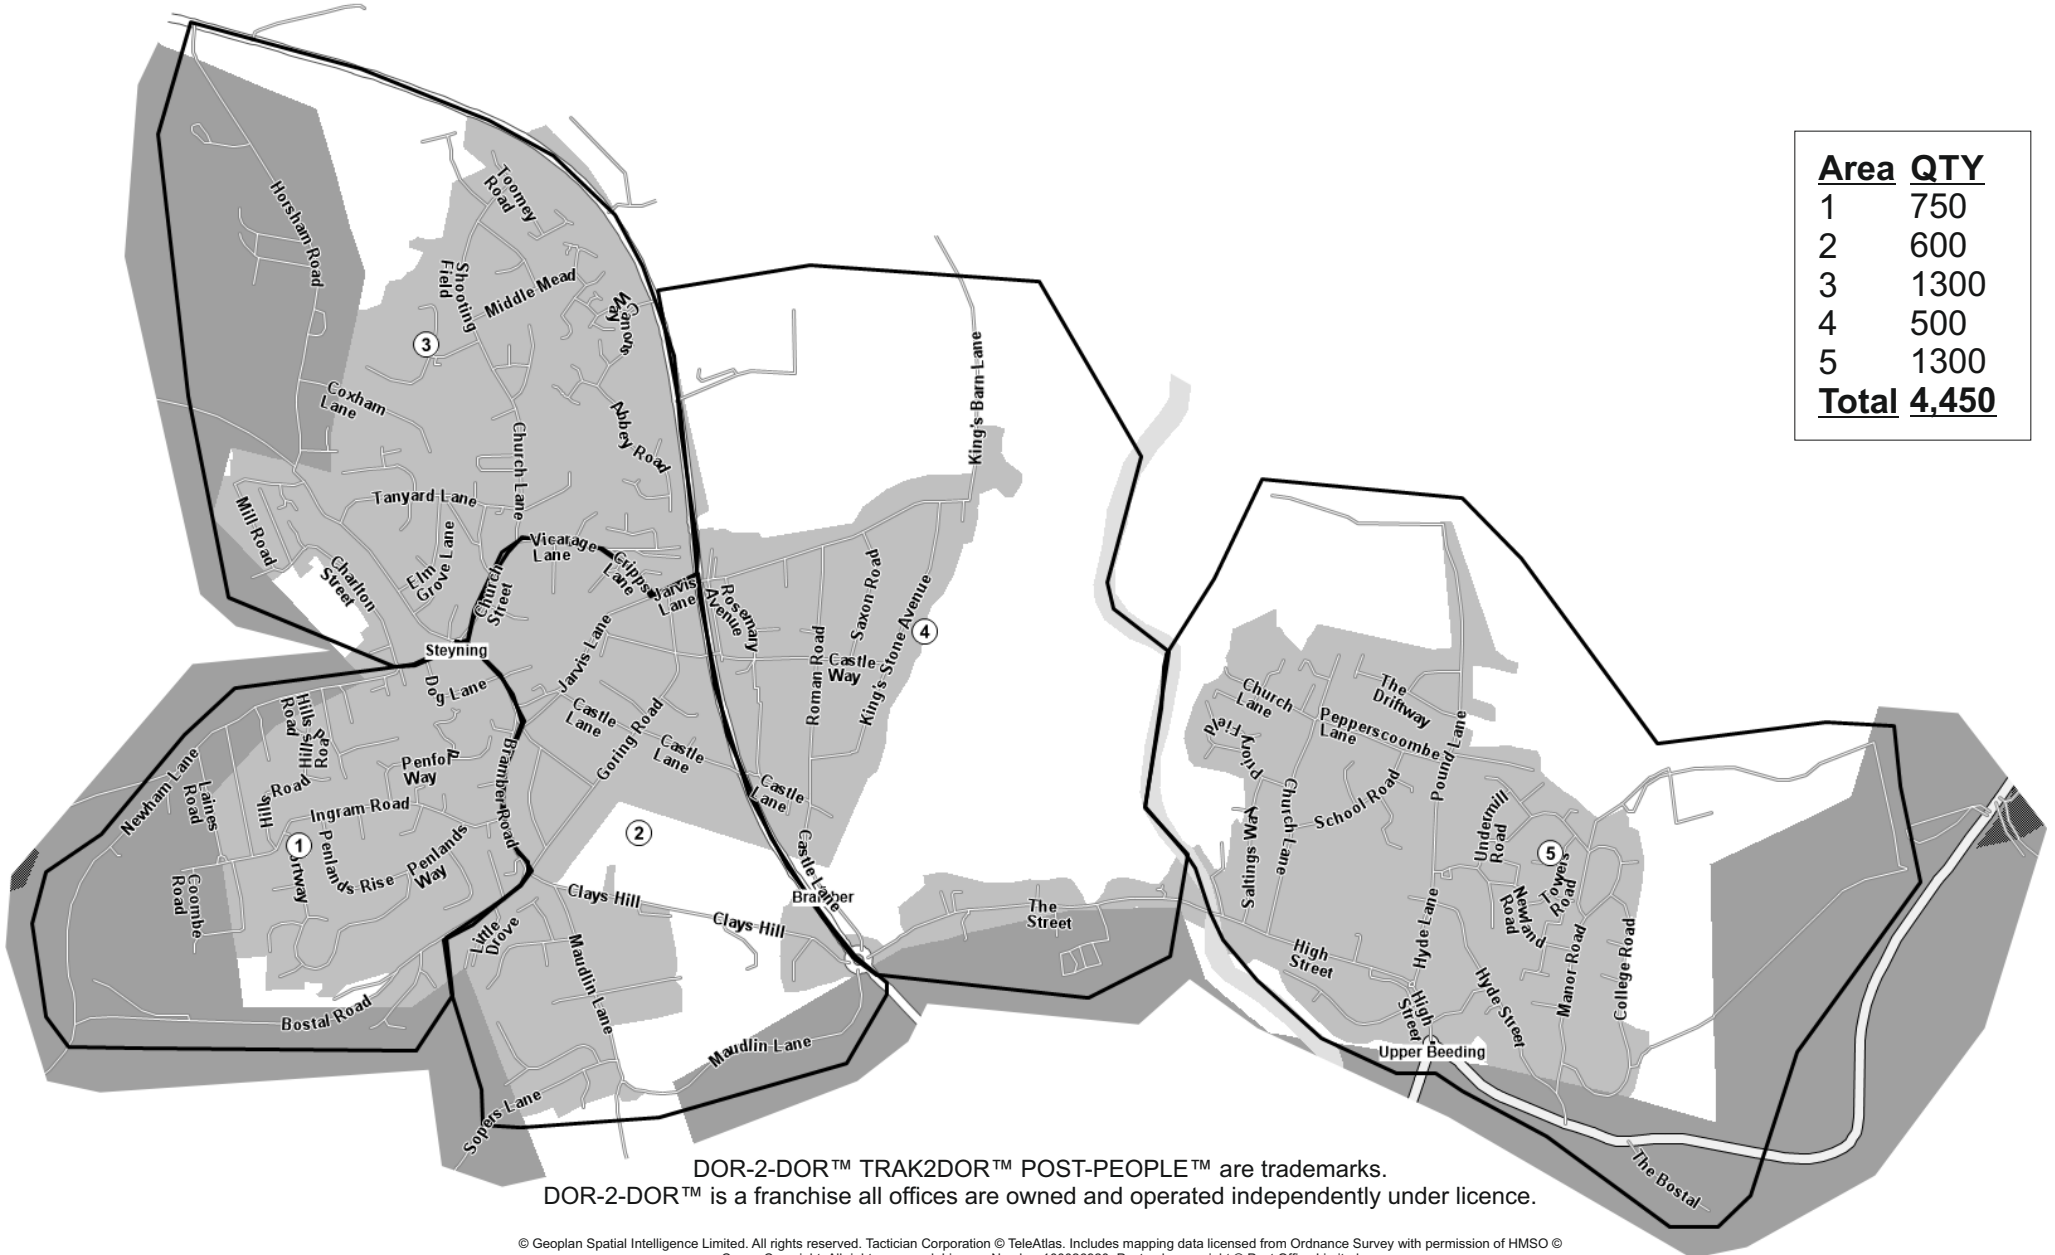 Area QTY
1 750
2 600
3 1300
4 500
5 1300
Total 4,450
Horsham Road
Toomey
Road
Shooting
Field
Middle Mead
Canons
Way
3
Coxham
Lane
Abbey Road
Church Lane
Tanyard Lane
Mill Road
Charlton
Street
Elm
Grove Lane
Church
Street
Vicarage
Lane
Cripps
Lane
Jarvis
Lane
Steyning
Dog Lane
Jarvis Lane
Castle
Lane
Goring Road
Castle
Lane
Castle
Lane
Castle Lane
King's Barn Lane
Rosemary
Avenue
Roman Road
Saxon Road
Castle
Way
King's Stone Avenue
4
Hills
Road
Hills
Road
Hills Road
Newham Lane
Laines
Road
Penfold
Way
Ingram Road
Bramber Road
1
Penlands Rise
Penlands
Way
Coombe
Road
Bostal Road
Little
Drove
2
Clays Hill
Clays Hill
Maudlin Lane
Maudlin Lane
Sopers Lane
The
Street
Church
Lane
The
Driftway
Pepperscoombe
Lane
Pound Lane
Priory Field
School Road
Church Lane
Saltings Way
Undermill
Road
5
Towers
Road
Newland
Road
Hyde Lane
Manor Road
College Road
High
Street
High
Street
Hyde Street
Upper Beeding
The Bostal
DOR-2-DOR™ TRAK2DOR™ POST-PEOPLE™ are trademarks.
DOR-2-DOR™ is a franchise all offices are owned and operated independently under licence.
© Geoplan Spatial Intelligence Limited. All rights reserved. Tactician Corporation © TeleAtlas. Includes mapping data licensed from Ordnance Survey with permission of HMSO ©